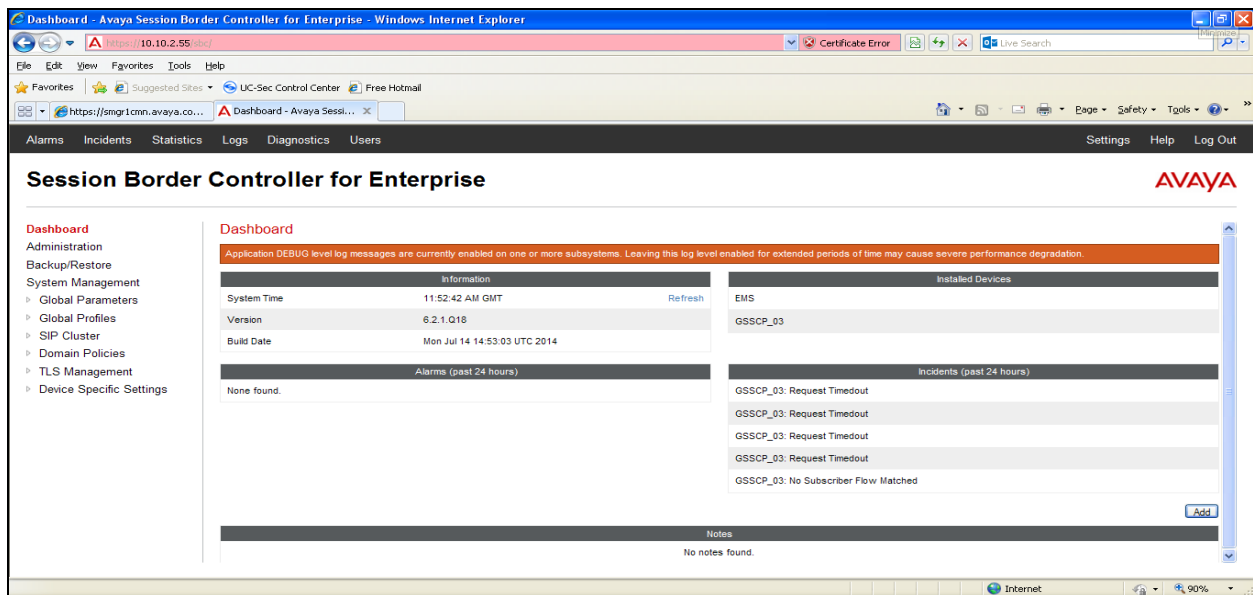 Dashboard - Avaya Session Border Controller for Enterprise - Windows Internet Explorer
Minimize
https://10.10.2.55/sbc/
Certificate Error
Live Search
File Edit View Favorites Tools Help
Favorites Suggested Sites UC-Sec Control Center Free Hotmail
https://smgr1cmn.avaya.co... Dashboard - Avaya Sessi... Page Safety Tools
Alarms Incidents Statistics Logs Diagnostics Users Settings Help Log Out
Session Border Controller for Enterprise
AVAYA
Dashboard
Administration
Backup/Restore
System Management
Global Parameters
Global Profiles
SIP Cluster
Domain Policies
TLS Management
Device Specific Settings
Dashboard
Application DEBUG level log messages are currently enabled on one or more subsystems. Leaving this log level enabled for extended periods of time may cause severe performance degradation.
Information
System Time 11:52:42 AM GMT Refresh
Version 6.2.1.Q18
Build Date Mon Jul 14 14:53:03 UTC 2014
Installed Devices
EMS
GSSCP_03
Alarms (past 24 hours)
None found.
Incidents (past 24 hours)
GSSCP_03: Request Timedout
GSSCP_03: Request Timedout
GSSCP_03: Request Timedout
GSSCP_03: Request Timedout
GSSCP_03: No Subscriber Flow Matched
Add
Notes
No notes found.
Internet 90%